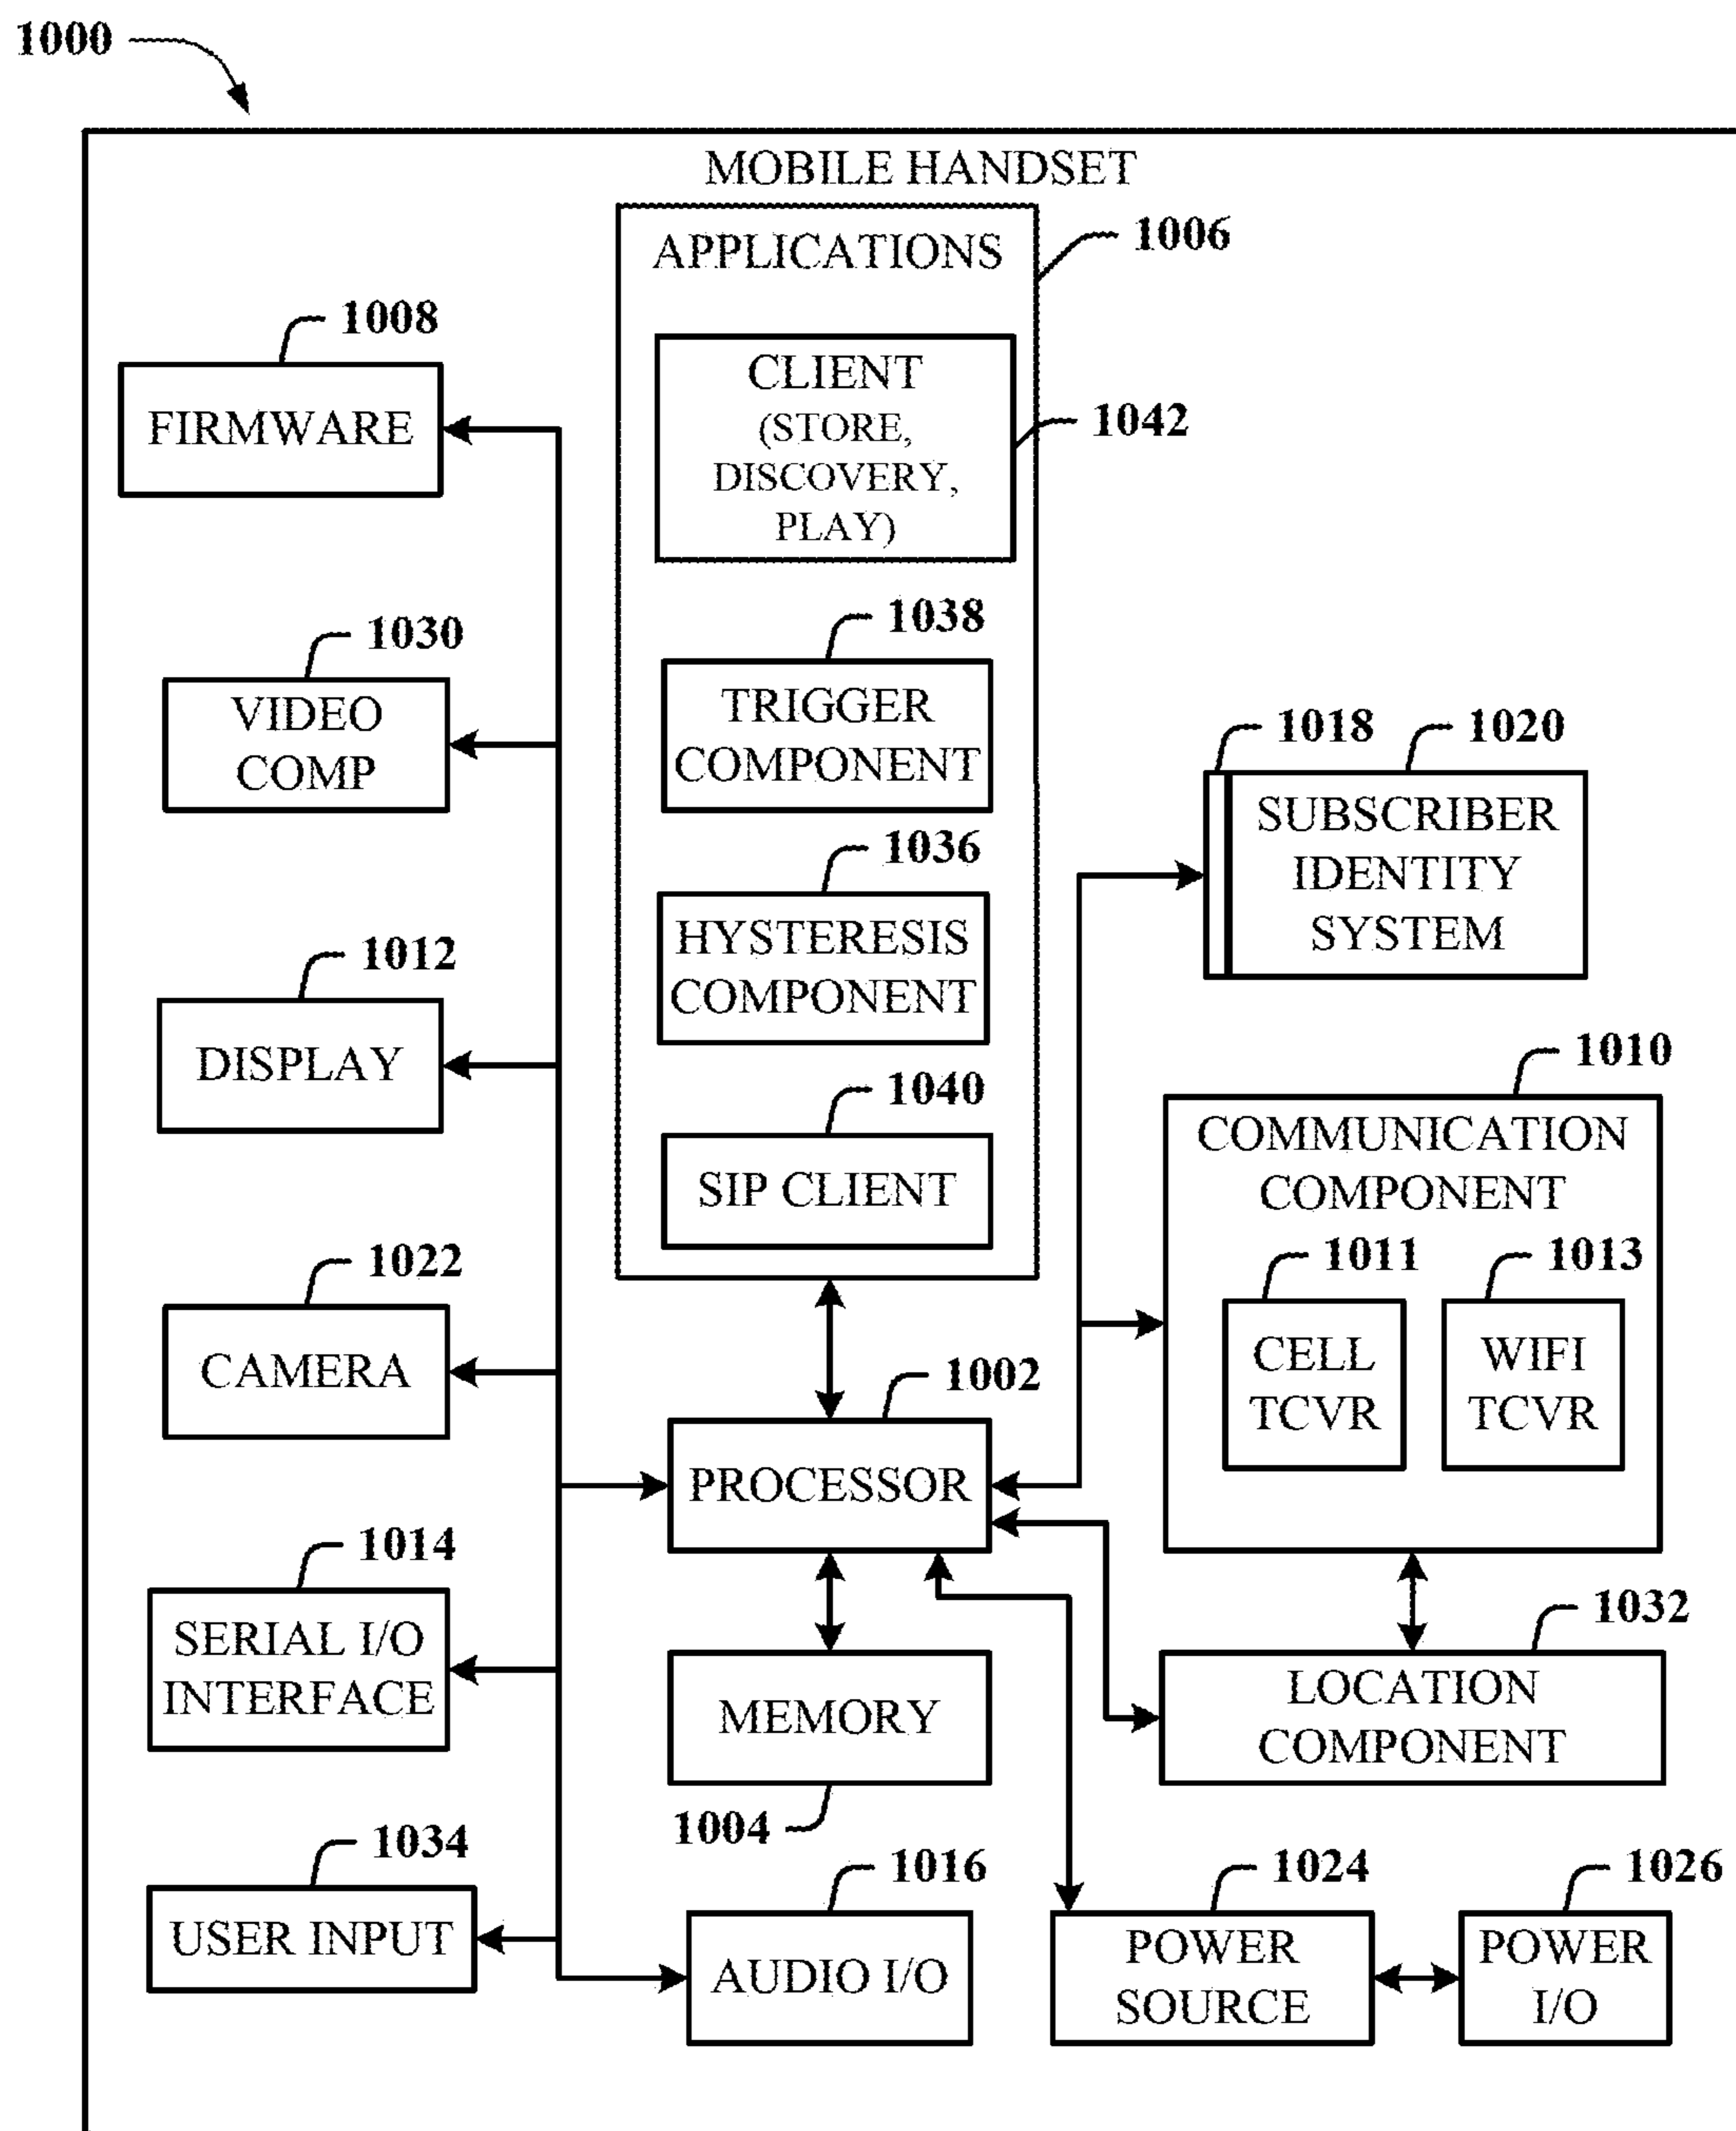 1000
MOBILE HANDSET
APPLICATIONS
1006
CLIENT
(STORE,
DISCOVERY,
PLAY)
1042
1008
FIRMWARE
1038
TRIGGER
COMPONENT
1030
VIDEO
COMP
1018
1020
SUBSCRIBER
IDENTITY
SYSTEM
1036
HYSTERESIS
COMPONENT
1012
DISPLAY
1040
SIP CLIENT
1010
COMMUNICATION
COMPONENT
1011
CELL
TCVR
1013
WIFI
TCVR
1022
CAMERA
1002
PROCESSOR
1014
SERIAL I/O
INTERFACE
MEMORY
1004
1032
LOCATION
COMPONENT
1034
USER INPUT
1016
AUDIO I/O
1024
POWER
SOURCE
1026
POWER
I/O